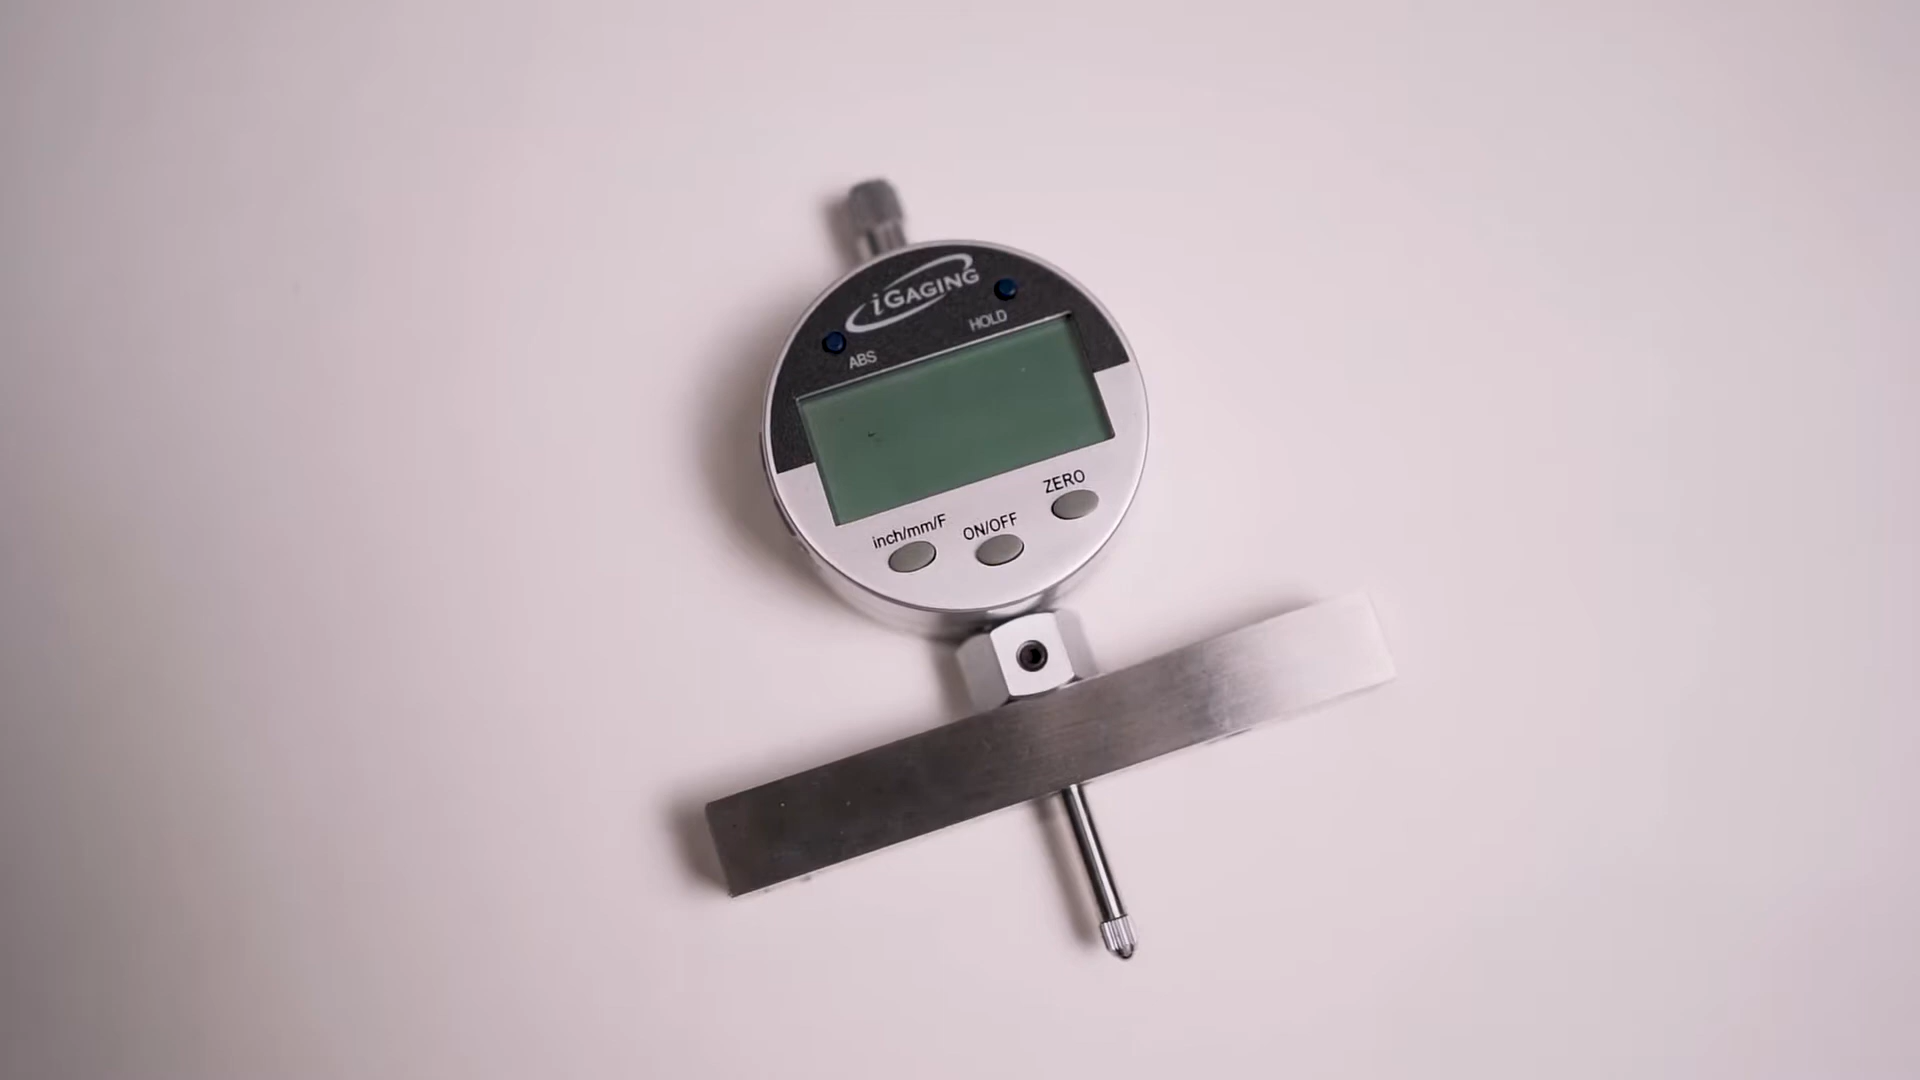 iGAGING
HOLD
ABS
ZERO
inch/mm/F
ON/OFF